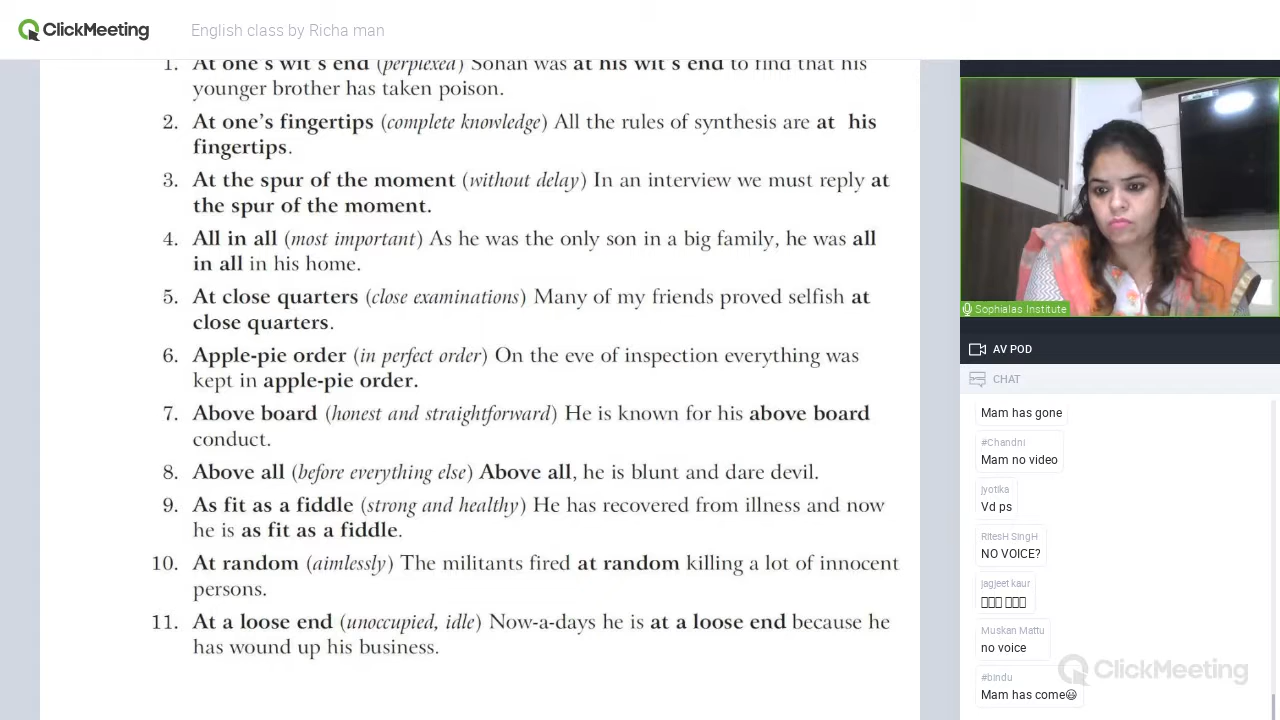 ClickMeeting
English class by Richa man
1. At one's wit's end (perplexed) Sohan was at his wit's end to find that his
younger brother has taken poison.
2. At one's fingertips (complete knowledge) All the rules of synthesis are at his
fingertips.
3. At the spur of the moment (without delay) In an interview we must reply at
the spur of the moment.
4. All in all (most important) As he was the only son in a big family, he was all
in all in his home.
5. At close quarters (close examinations) Many of my friends proved selfish at
close quarters.
6. Apple-pie order (in perfect order) On the eve of inspection everything was
kept in apple-pie order.
7. Above board (honest and straightforward) He is known for his above board
conduct.
8. Above all (before everything else) Above all, he is blunt and dare devil.
9. As fit as a fiddle (strong and healthy) He has recovered from illness and now
he is as fit as a fiddle.
10. At random (aimlessly) The militants fired at random killing a lot of innocent
persons.
11. At a loose end (unoccupied, idle) Now-a-days he is at a loose end because he
has wound up his business.
Sophialas Institute
AV POD
CHAT
Mam has gone
#Chandni
Mam no video
jyotika
Vd ps
RitesH SingH
NO VOICE?
jagjeet kaur
Muskan Mattu
no voice
#bindu
Mam has come😃
ClickMeeting